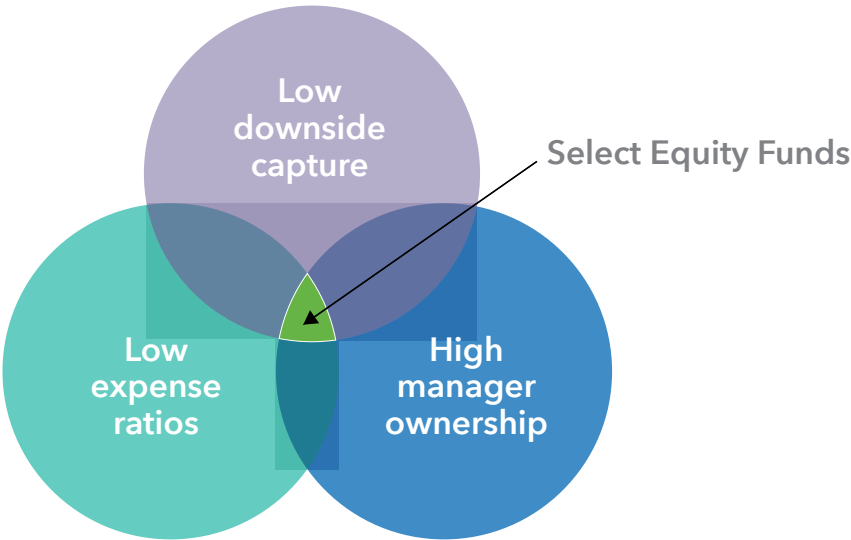 Low
downside
capture
Select Equity Funds
Low
expense
ratios
High
manager
ownership